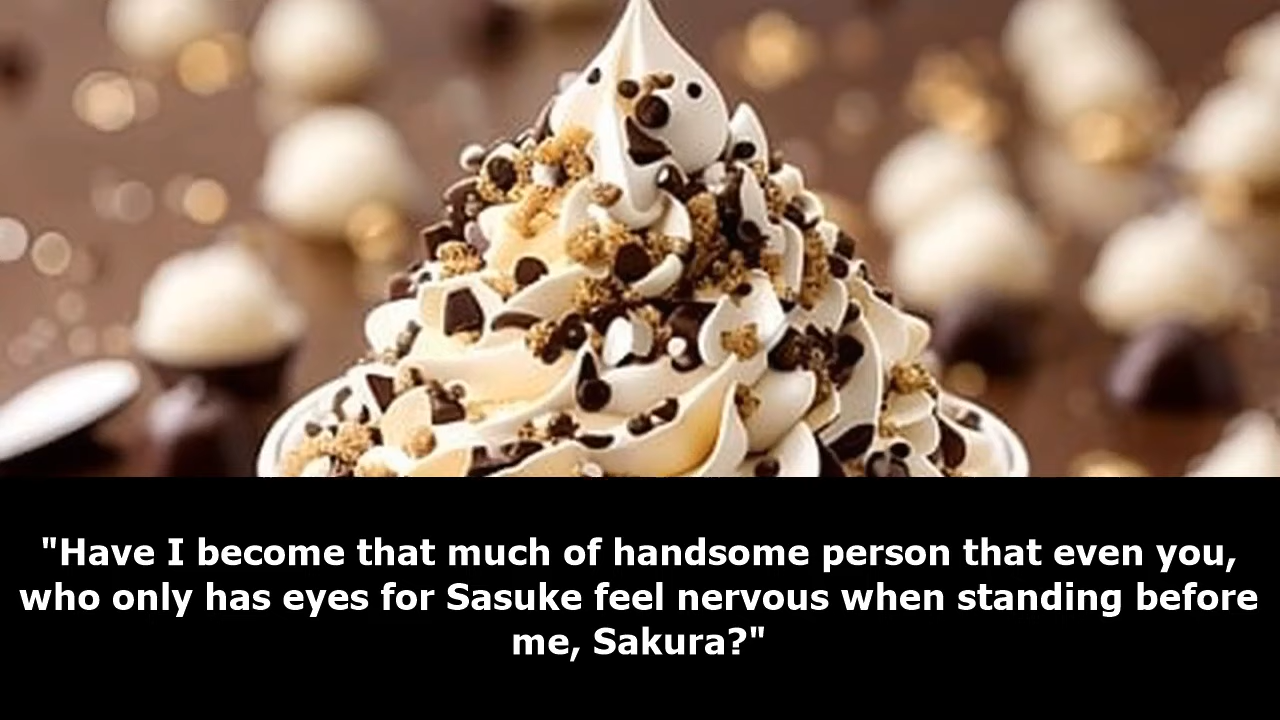 "Have I become that much of handsome person that even you,
who only has eyes for Sasuke feel nervous when standing before
me, Sakura?"